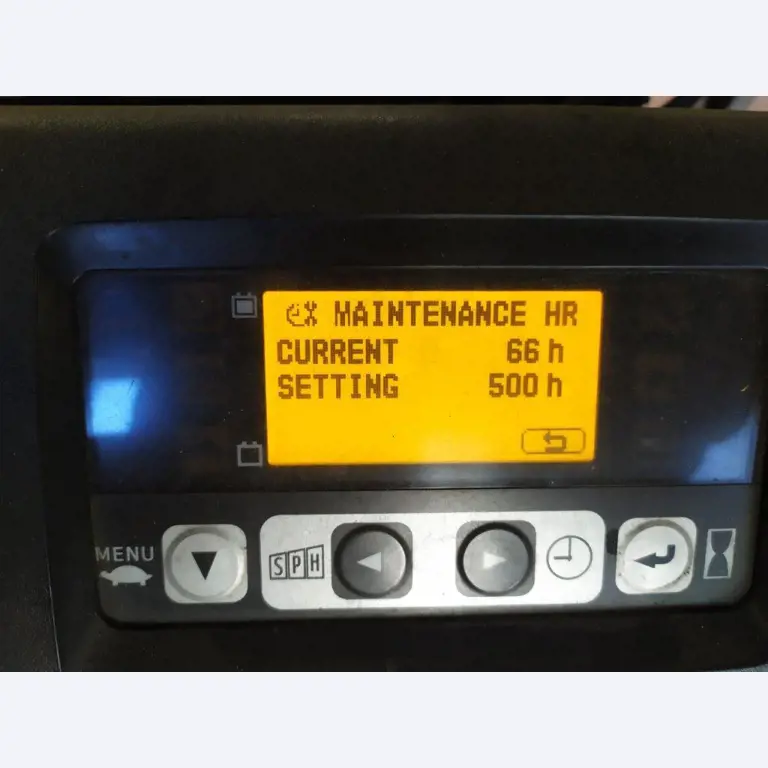 MAINTENANCE HR
CURRENT 66 h
SETTING 500 h
MENU
SPH